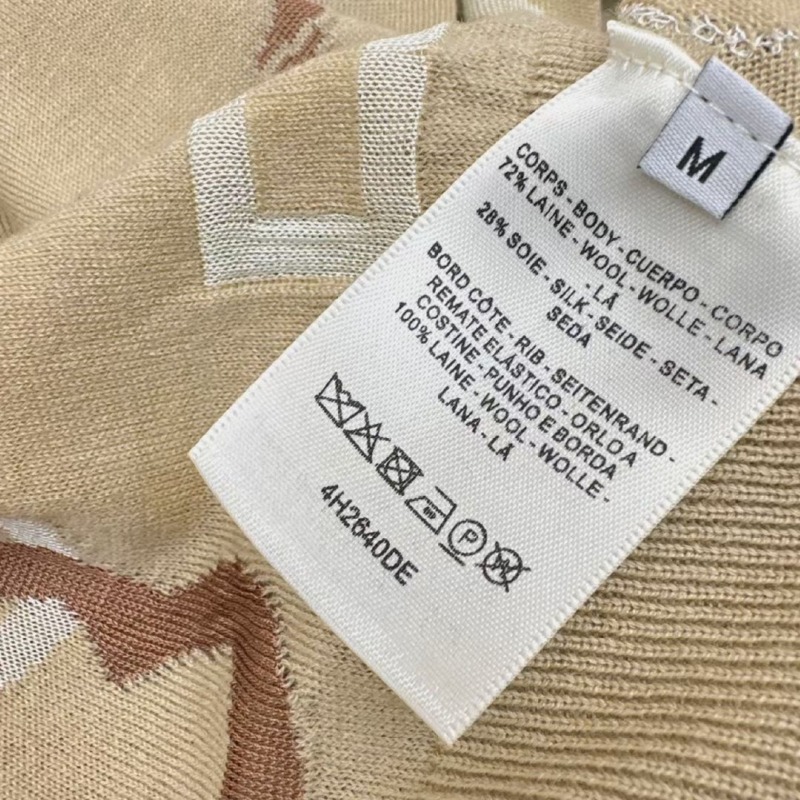 M
CORPS - BODY - CUERPO - CORPO
72% LAINE - WOOL - WOLLE - LANA
- LÃ
28% SOIE - SILK - SEIDE - SETA -
SEDA
BORD CÔTE - RIB - SEITENRAND -
REMATE ELÁSTICO - ORLO A
COSTINE - PUNHO E BORDA
100% LAINE - WOOL - WOLLE -
LANA - LÃ
P
4H2640DE